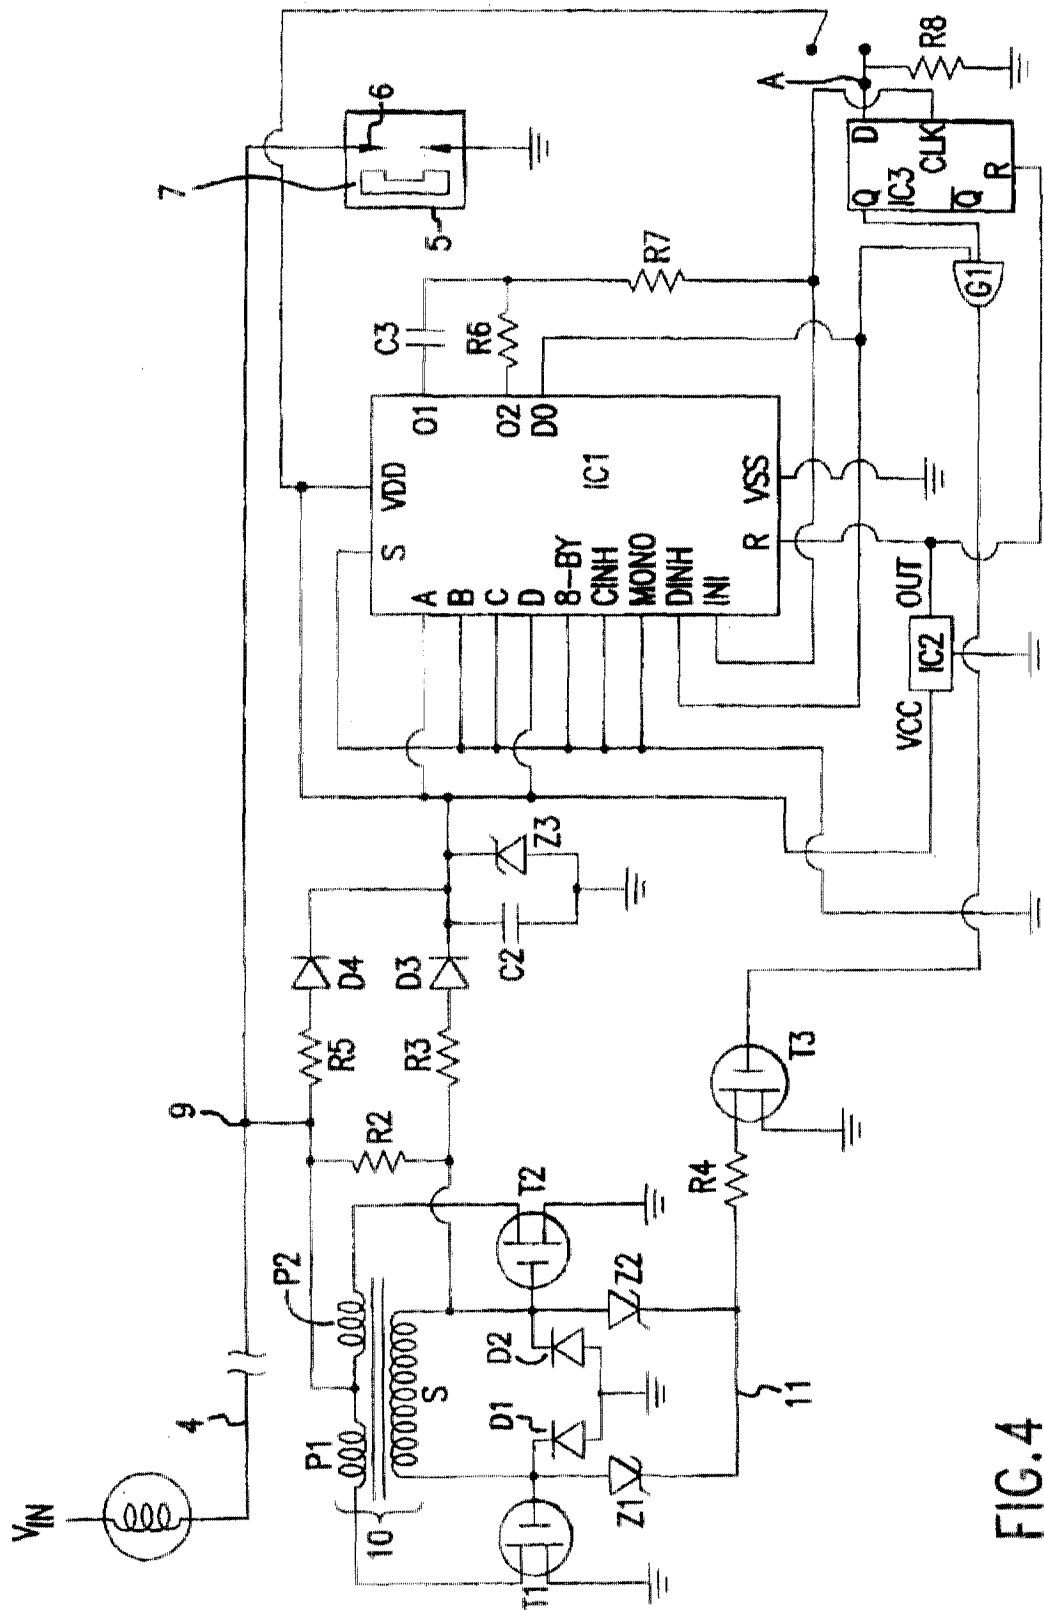 VIN
4
9
7
6
5
A
R8
P1
P2
10
S
R2
R5
D4
R3
D3
C2
Z3
T1
T2
D1
D2
Z1
Z2
11
R4
T3
S
VDD
A
B
C
D
8-BY
CINH
MONO
DINH
INI
IC1
O1
O2
DO
R
VSS
C3
R6
R7
Q
D
IC3
CLK
Q
R
G1
VCC
IC2
OUT
FIG.4